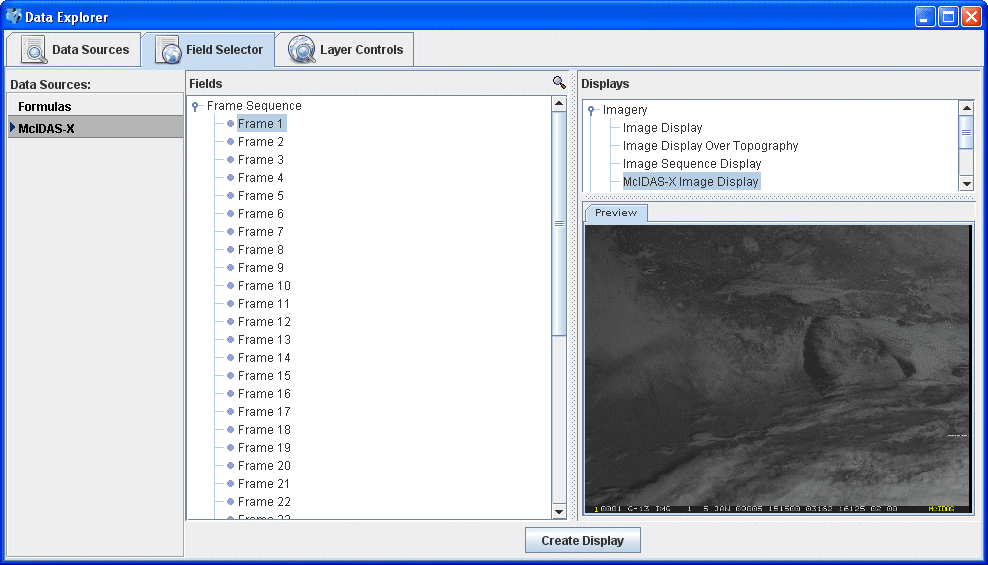 Data Explorer
Data Sources
Field Selector
Layer Controls
Data Sources:
Formulas
McIDAS-X
Fields
Frame Sequence
Frame 1
Frame 2
Frame 3
Frame 4
Frame 5
Frame 6
Frame 7
Frame 8
Frame 9
Frame 10
Frame 11
Frame 12
Frame 13
Frame 14
Frame 15
Frame 16
Frame 17
Frame 18
Frame 19
Frame 20
Frame 21
Frame 22
Displays
Imagery
Image Display
Image Display Over Topography
Image Sequence Display
McIDAS-X Image Display
Preview
1 0001 G-13 IMG 1 5 JAN 09005 151500 03162 16125 02 00 McIDAS
Create Display